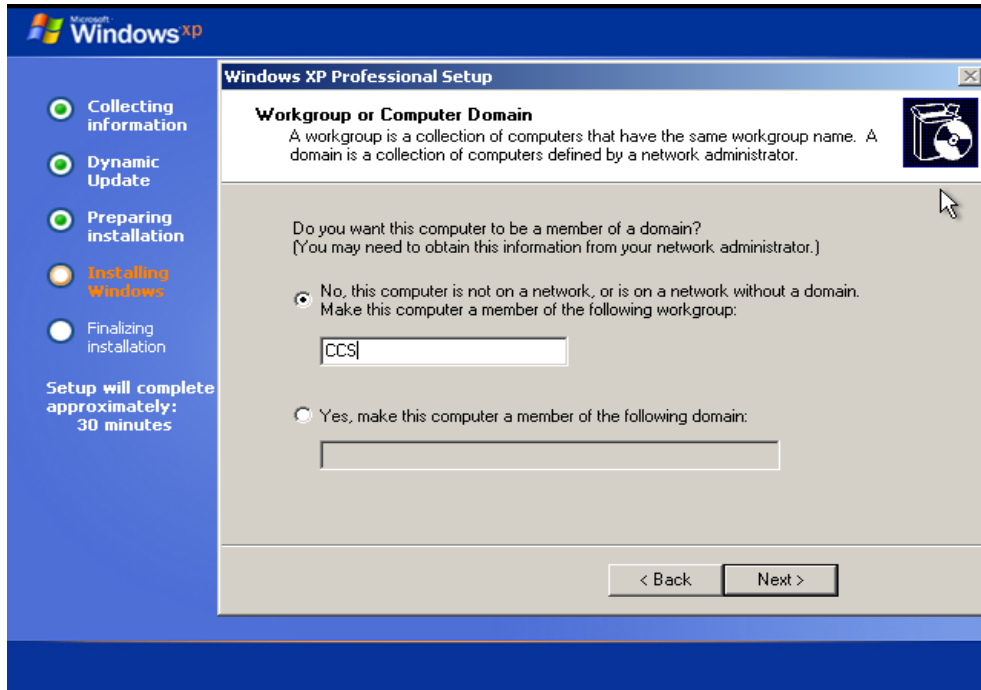 Microsoft
Windows xp
Windows XP Professional Setup
Collecting
information
Dynamic
Update
Preparing
installation
Installing
Windows
Finalizing
installation
Setup will complete
approximately:
30 minutes
Workgroup or Computer Domain
A workgroup is a collection of computers that have the same workgroup name. A
domain is a collection of computers defined by a network administrator.
Do you want this computer to be a member of a domain?
(You may need to obtain this information from your network administrator.)
No, this computer is not on a network, or is on a network without a domain.
Make this computer a member of the following workgroup:
CCS
Yes, make this computer a member of the following domain:
< Back
Next >